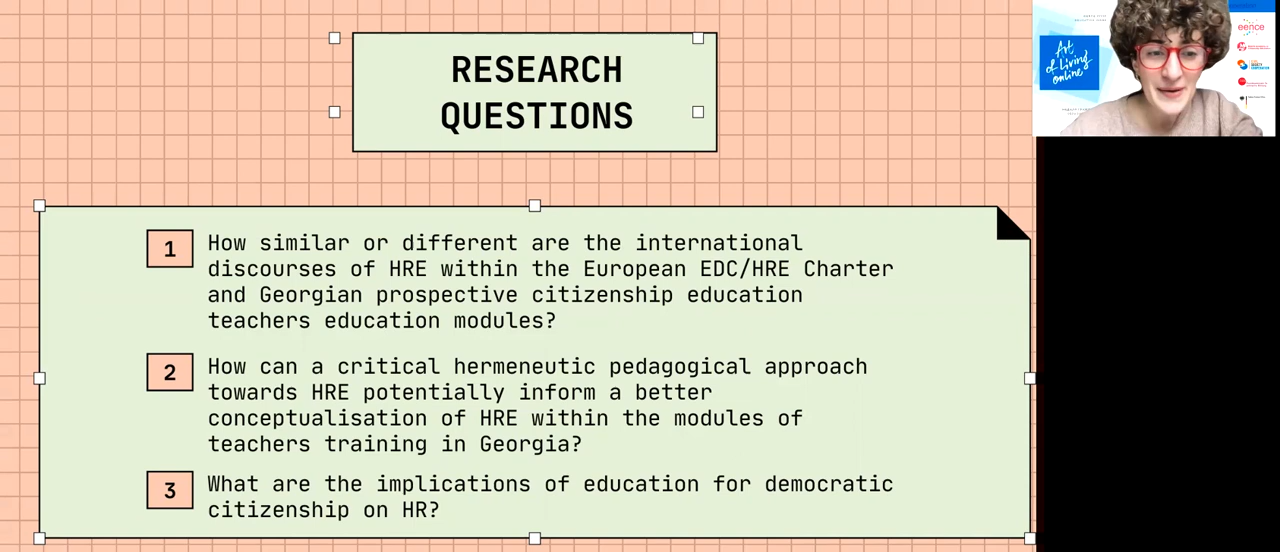 RESEARCH
QUESTIONS
1
How similar or different are the international
discourses of HRE within the European EDC/HRE Charter
and Georgian prospective citizenship education
teachers education modules?
2
How can a critical hermeneutic pedagogical approach
towards HRE potentially inform a better
conceptualisation of HRE within the modules of
teachers training in Georgia?
3
What are the implications of education for democratic
citizenship on HR?
Art
of Living
online
eence